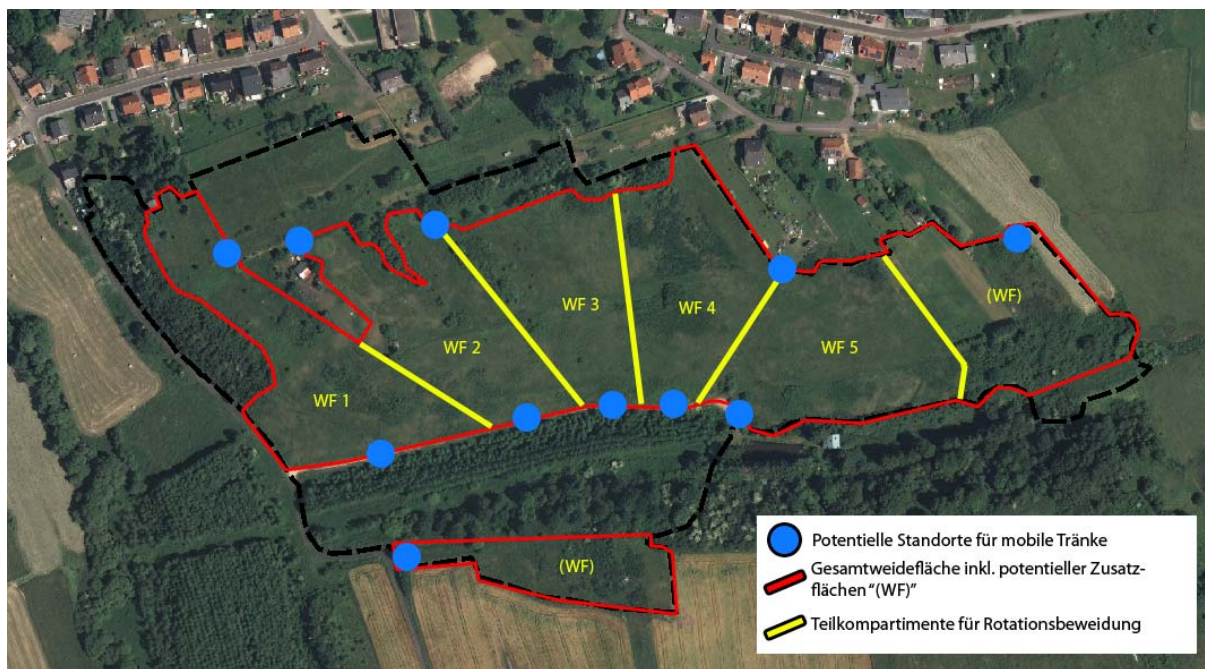 (WF)
WF 3
WF 4
WF 2
WF 5
WF 1
(WF)
Potentielle Standorte für mobile Tränke
Gesamtweidefläche inkl. potentieller Zusatz-
flächen “(WF)”
Teilkompartimente für Rotationsbeweidung